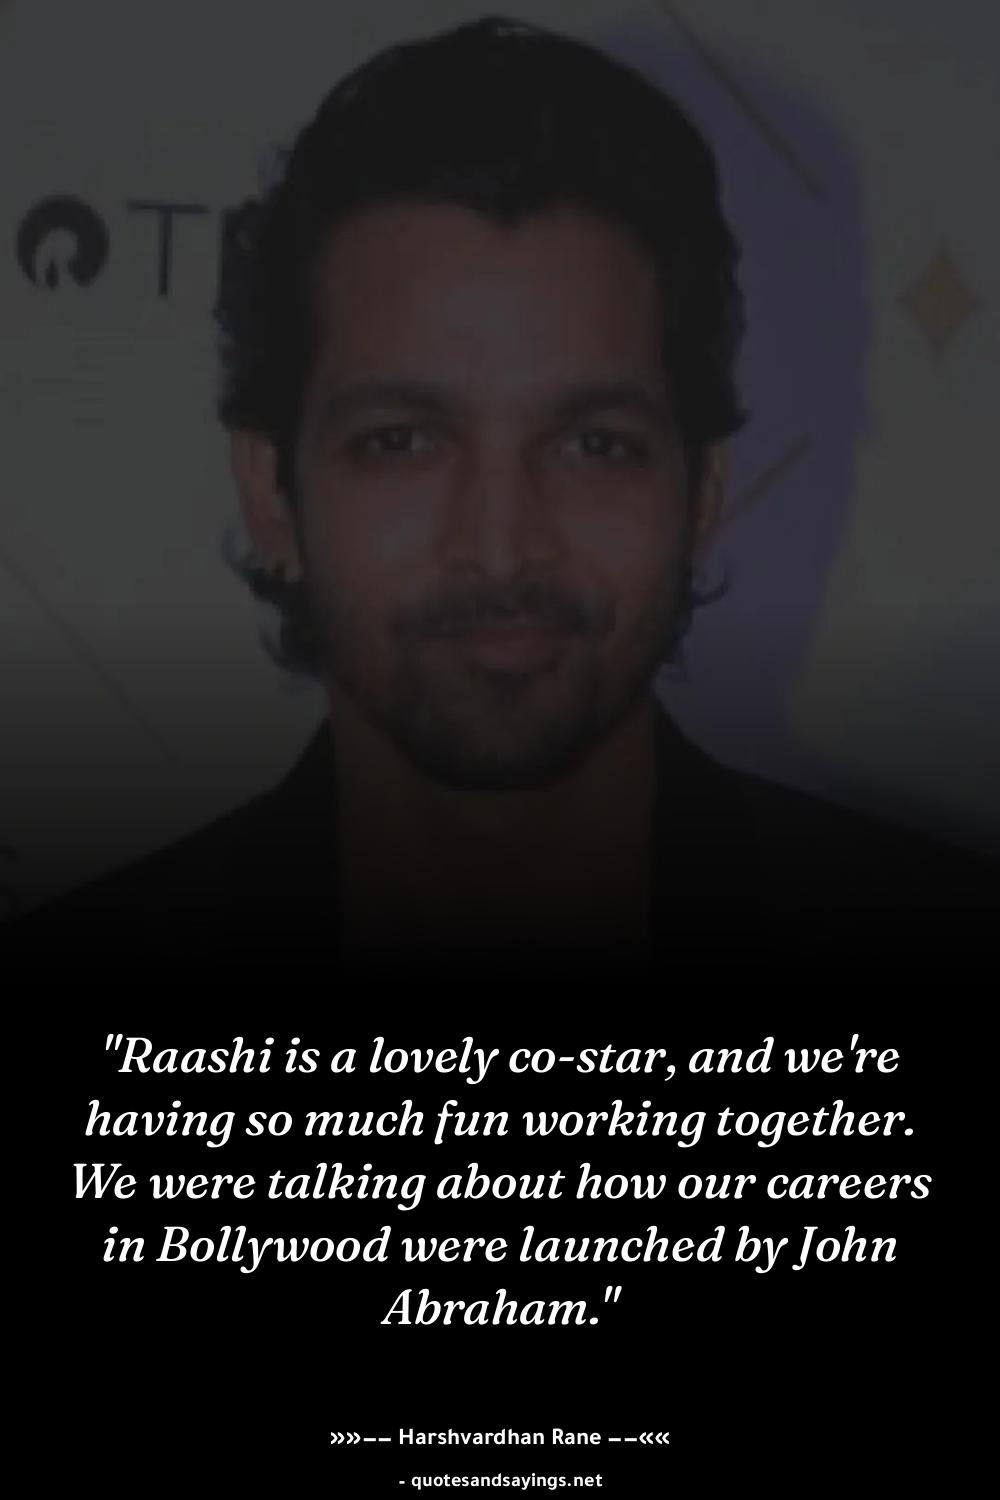 T
"Raashi is a lovely co-star, and we're
having so much fun working together.
We were talking about how our careers
in Bollywood were launched by John
Abraham."
»»–– Harshvardhan Rane ––««
- quotesandsayings.net